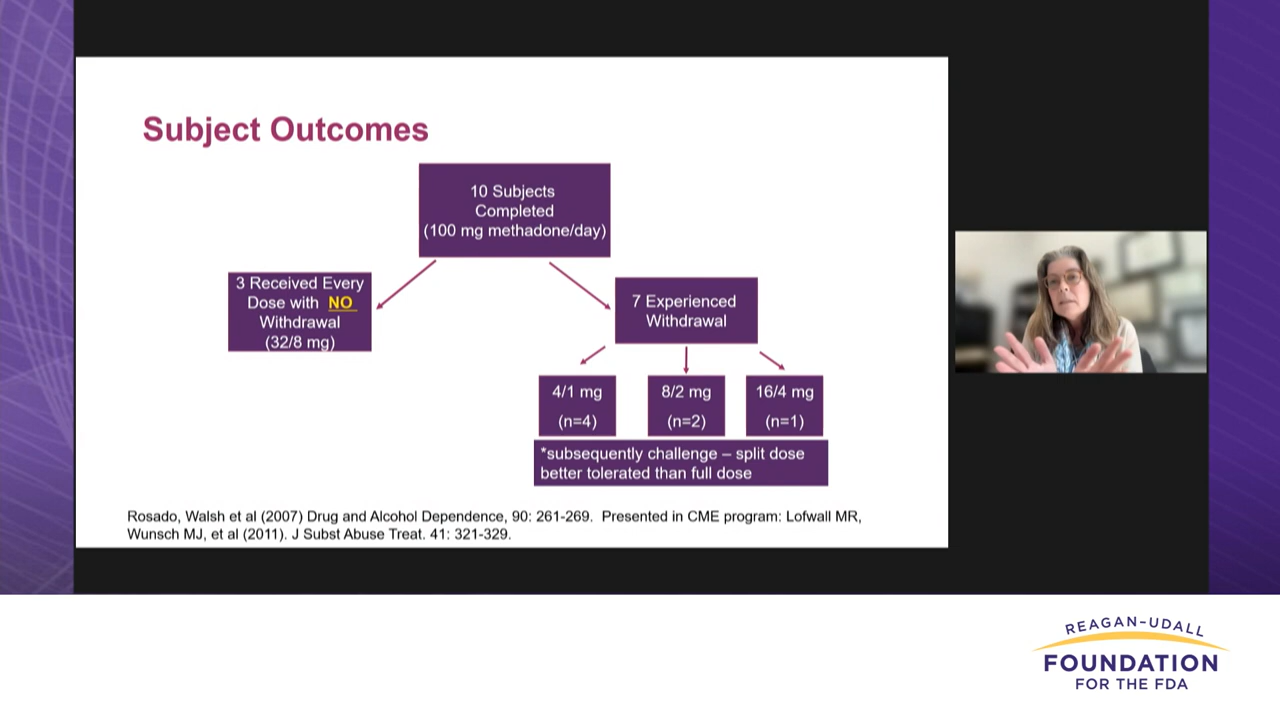 Subject Outcomes
10 Subjects
Completed
(100 mg methadone/day)
3 Received Every
Dose with NO
Withdrawal
(32/8 mg)
7 Experienced
Withdrawal
4/1 mg
(n=4)
8/2 mg
(n=2)
16/4 mg
(n=1)
*subsequently challenge – split dose
better tolerated than full dose
Rosado, Walsh et al (2007) Drug and Alcohol Dependence, 90: 261-269. Presented in CME program: Lofwall MR,
Wunsch MJ, et al (2011). J Subst Abuse Treat. 41: 321-329.
REAGAN-UDALL
FOUNDATION
FOR THE FDA